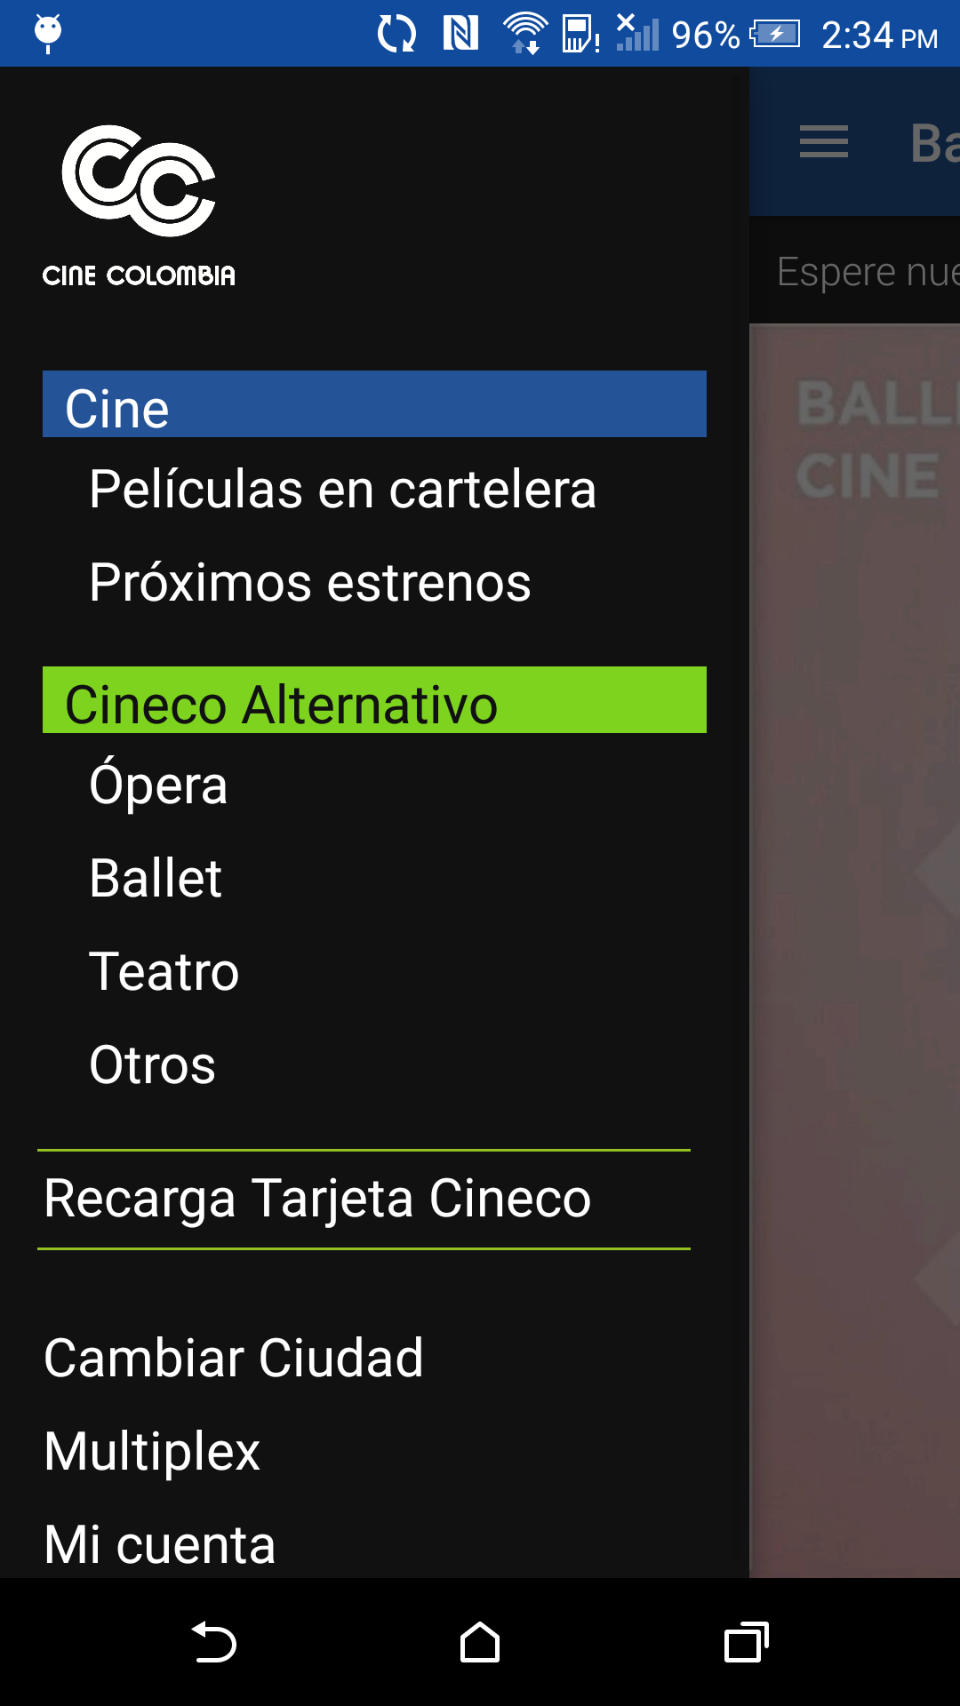 96% 2:34 PM
CINE COLOMBIA
Cine
Películas en cartelera
Próximos estrenos
Cineco Alternativo
Ópera
Ballet
Teatro
Otros
Recarga Tarjeta Cineco
Cambiar Ciudad
Multiplex
Mi cuenta
Ba
Espere nue
BALL
CINE